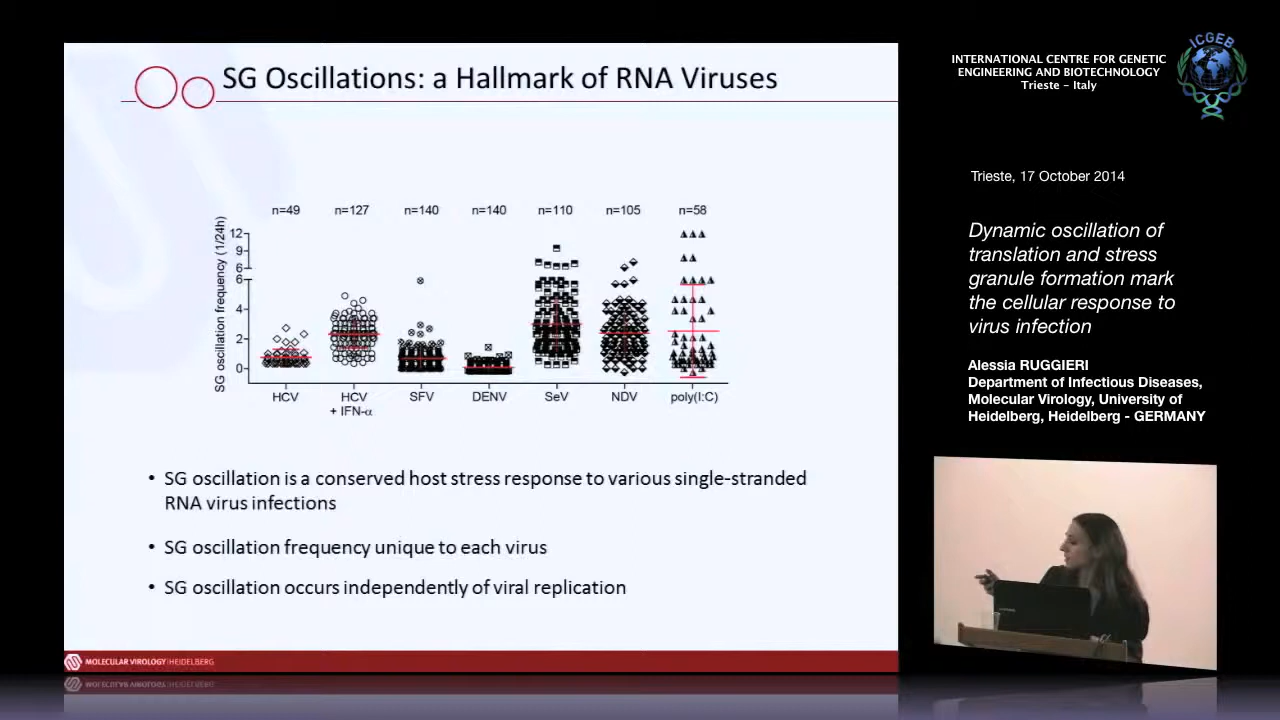 SG Oscillations: a Hallmark of RNA Viruses
n=49 n=127 n=140 n=140 n=110 n=105 n=58
SG oscillation frequency (1/24h)
12
9
6
6
4
2
0
HCV HCV + IFN-α SFV DENV SeV NDV poly(I:C)
• SG oscillation is a conserved host stress response to various single-stranded
RNA virus infections
• SG oscillation frequency unique to each virus
• SG oscillation occurs independently of viral replication
MOLECULAR VIROLOGY | HEIDELBERG
INTERNATIONAL CENTRE FOR GENETIC
ENGINEERING AND BIOTECHNOLOGY
Trieste - Italy
ICGEB
Trieste, 17 October 2014
Dynamic oscillation of
translation and stress
granule formation mark
the cellular response to
virus infection
Alessia RUGGIERI
Department of Infectious Diseases,
Molecular Virology, University of
Heidelberg, Heidelberg - GERMANY